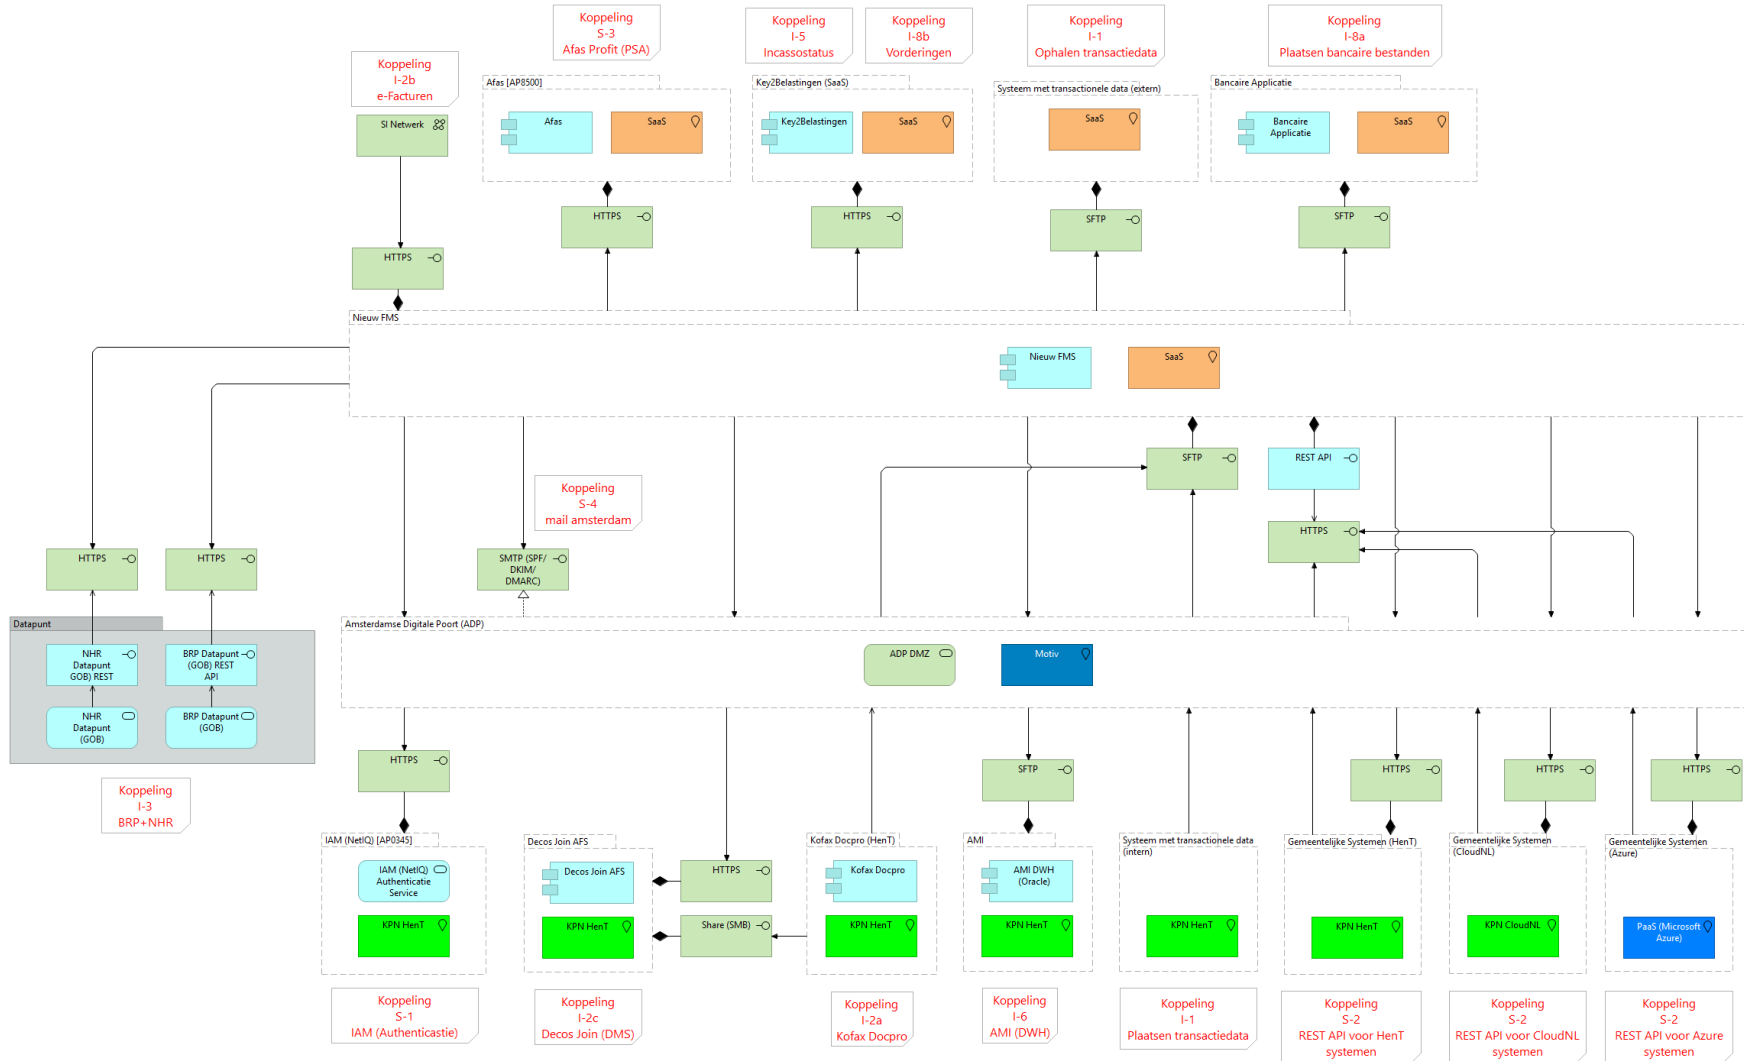 Koppeling
S-3
Afas Profit (PSA)
Koppeling
I-5
Incassostatus
Koppeling
I-8b
Vorderingen
Koppeling
I-1
Ophalen transactiedata
Koppeling
I-8a
Plaatsen bancaire bestanden
Koppeling
I-2b
e-Facturen
Afas [AP8500]
Key2Belastingen (SaaS)
Systeem met transactionele data (extern)
Bancaire Applicatie
SI Netwerk
Afas
SaaS
Key2Belastingen
SaaS
SaaS
Bancaire
Applicatie
SaaS
HTTPS
HTTPS
SFTP
SFTP
HTTPS
Nieuw FMS
Nieuw FMS
SaaS
SFTP
REST API
Koppeling
S-4
mail amsterdam
HTTPS
HTTPS
HTTPS
SMTP (SPF/
DKIM/
DMARC)
Datapunt
Amsterdamse Digitale Poort (ADP)
NHR
Datapunt
GOB) REST
BRP Datapunt
(GOB) REST
API
ADP DMZ
Motiv
NHR
Datapunt
(GOB)
BRP Datapunt
(GOB)
HTTPS
SFTP
HTTPS
HTTPS
HTTPS
Koppeling
I-3
BRP+NHR
IAM (NetIQ) [AP0345]
Decos Join AFS
Kofax Docpro (HenT)
AMI
Systeem met transactionele data
(intern)
Gemeentelijke Systemen (HenT)
Gemeentelijke Systemen
(CloudNL)
Gemeentelijke Systemen
(Azure)
IAM (NetIQ)
Authenticatie
Service
Decos Join AFS
HTTPS
Kofax Docpro
AMI DWH
(Oracle)
KPN HenT
KPN HenT
Share (SMB)
KPN HenT
KPN HenT
KPN HenT
KPN HenT
KPN CloudNL
PaaS (Microsoft
Azure)
Koppeling
S-1
IAM (Authenticastie)
Koppeling
I-2c
Decos Join (DMS)
Koppeling
I-2a
Kofax Docpro
Koppeling
I-6
AMI (DWH)
Koppeling
I-1
Plaatsen transactiedata
Koppeling
S-2
REST API voor HenT
systemen
Koppeling
S-2
REST API voor CloudNL
systemen
Koppeling
S-2
REST API voor Azure
systemen